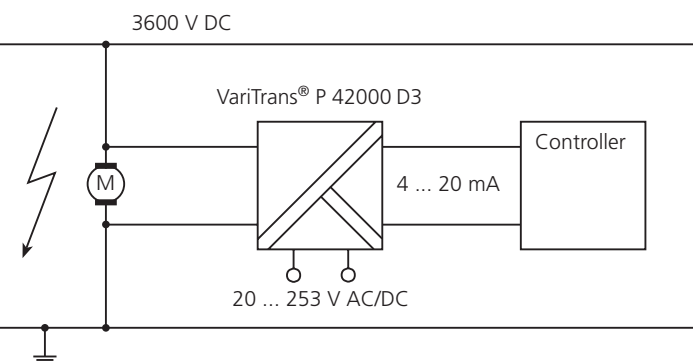 3600 V DC
VariTrans® P 42000 D3
Controller
M
4 ... 20 mA
20 ... 253 V AC/DC